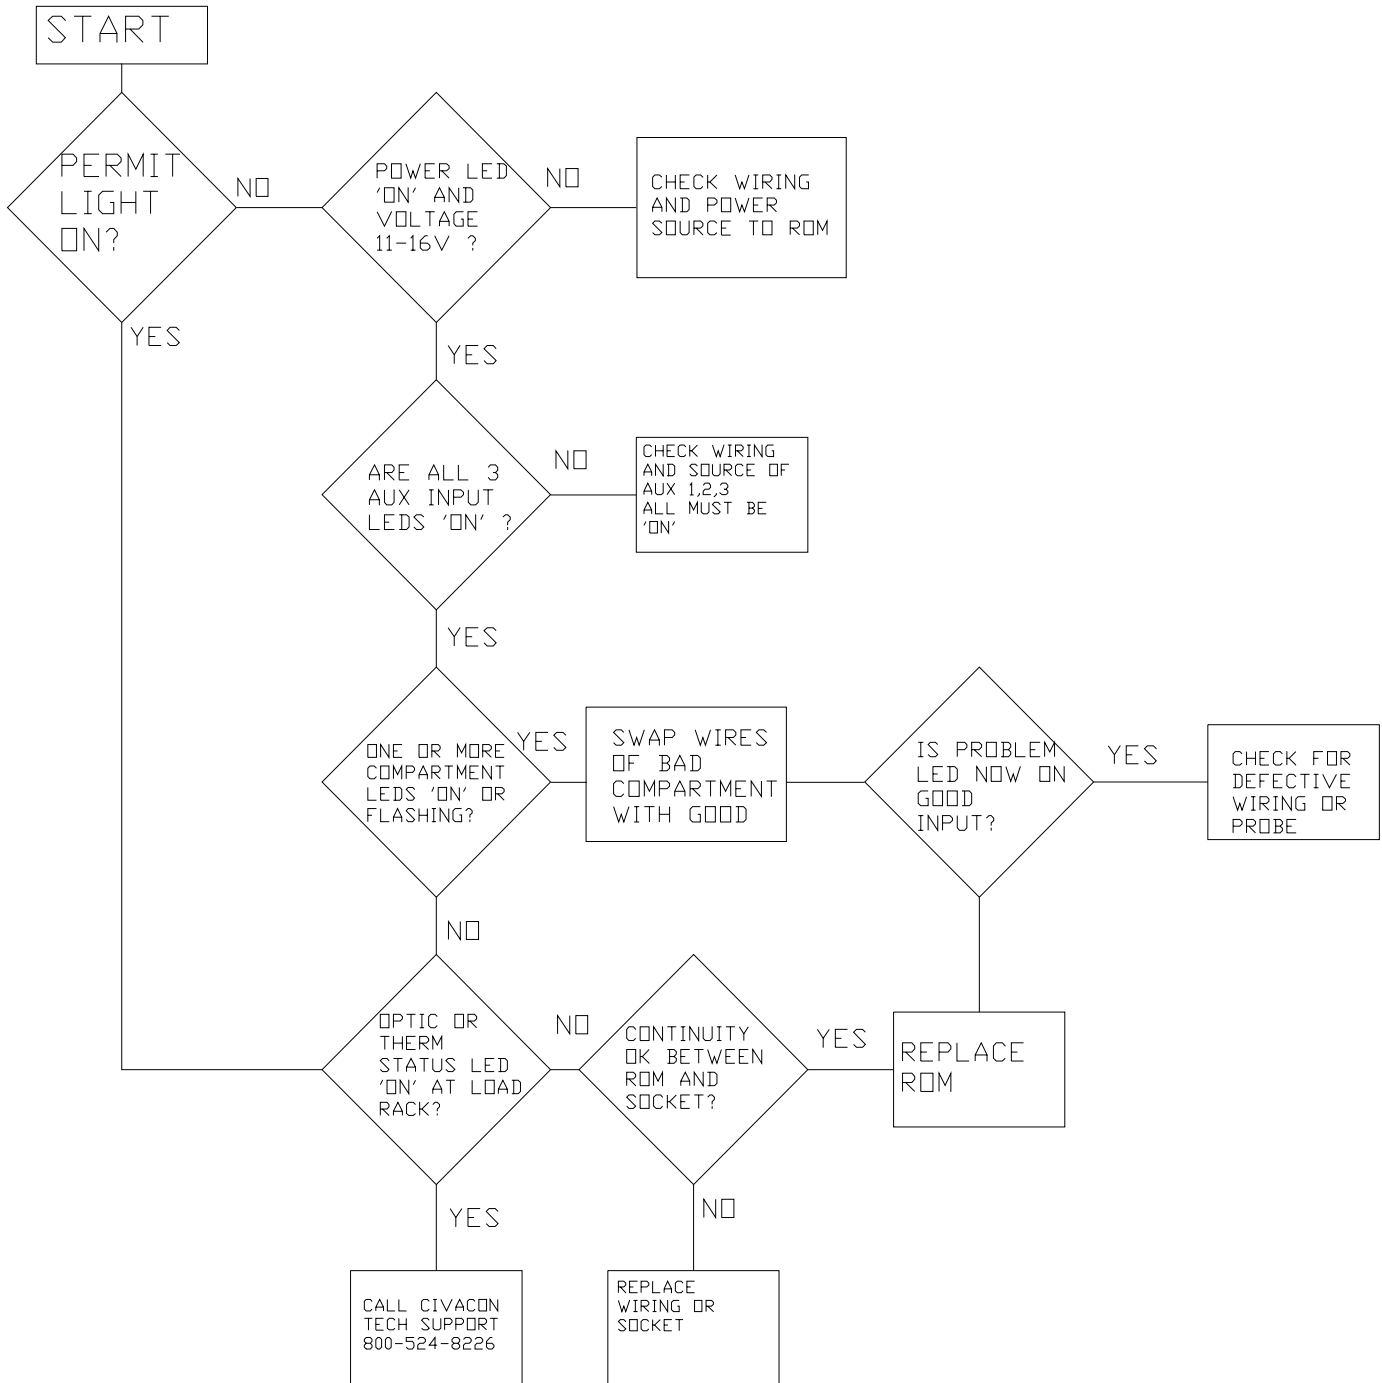 START
PERMIT
LIGHT
ON?
NO
YES
POWER LED
'ON' AND
VOLTAGE
11-16V ?
NO
CHECK WIRING
AND POWER
SOURCE TO ROM
YES
ARE ALL 3
AUX INPUT
LEDS 'ON' ?
NO
CHECK WIRING
AND SOURCE OF
AUX 1,2,3
ALL MUST BE
'ON'
YES
ONE OR MORE
COMPARTMENT
LEDS 'ON' OR
FLASHING?
YES
SWAP WIRES
OF BAD
COMPARTMENT
WITH GOOD
IS PROBLEM
LED NOW ON
GOOD
INPUT?
YES
CHECK FOR
DEFECTIVE
WIRING OR
PROBE
NO
OPTIC OR
THERM
STATUS LED
'ON' AT LOAD
RACK?
NO
CONTINUITY
OK BETWEEN
ROM AND
SOCKET?
YES
REPLACE
ROM
YES
NO
CALL CIVACON
TECH SUPPORT
800-524-8226
REPLACE
WIRING OR
SOCKET